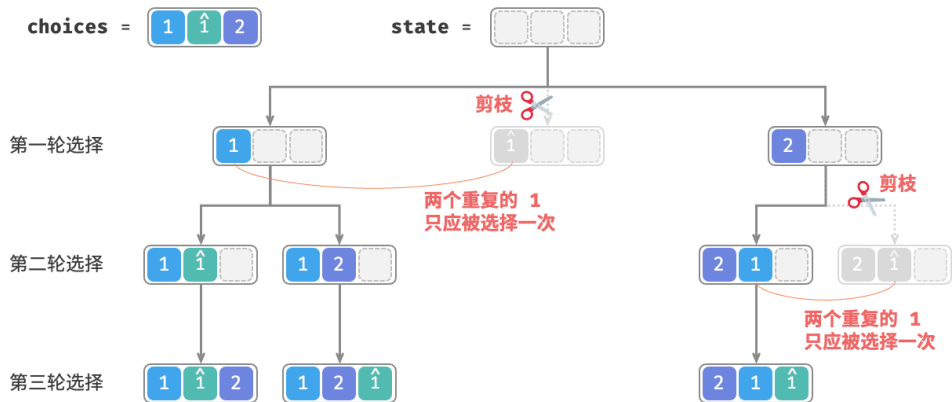 choices = 1 1̂ 2
state =
剪枝
第一轮选择
1
1̂
2
剪枝
两个重复的 1
只应被选择一次
第二轮选择
1 1̂
1 2
2 1
2 1̂
两个重复的 1
只应被选择一次
第三轮选择
1 1̂ 2
1 2 1̂
2 1 1̂